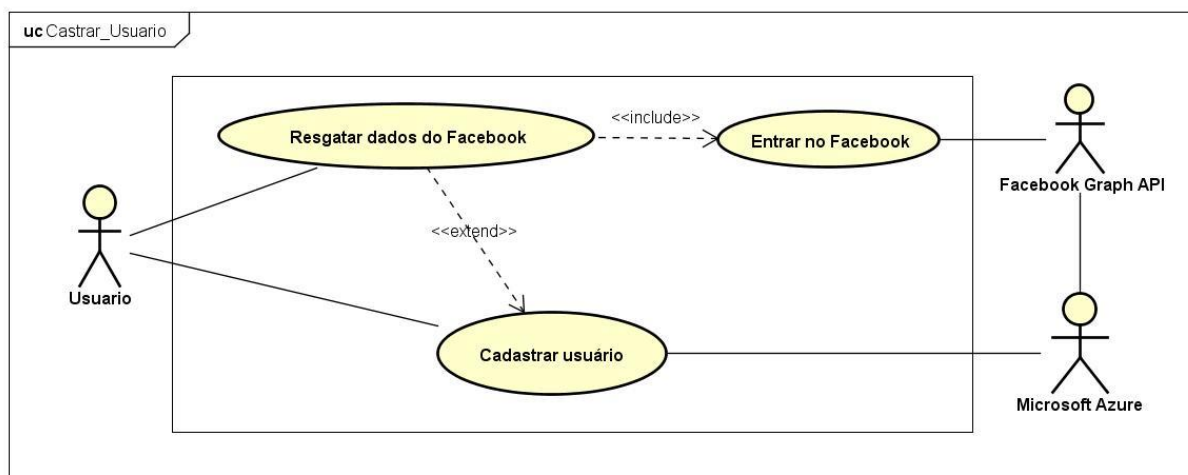 uc Castrar_Usuario
Resgatar dados do Facebook
<<include>>
Entrar no Facebook
Facebook Graph API
<<extend>>
Usuario
Cadastrar usuário
Microsoft Azure